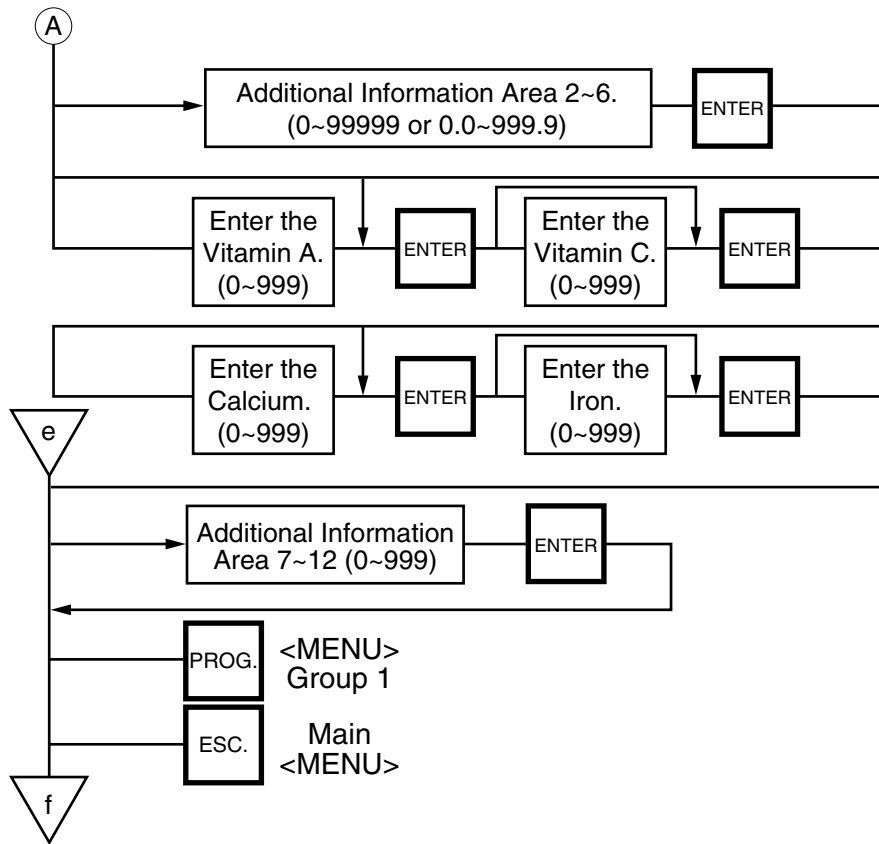 A
Additional Information Area 2~6.
(0~99999 or 0.0~999.9)
ENTER
Enter the
Vitamin A.
(0~999)
ENTER
Enter the
Vitamin C.
(0~999)
ENTER
Enter the
Calcium.
(0~999)
ENTER
Enter the
Iron.
(0~999)
ENTER
e
Additional Information
Area 7~12 (0~999)
ENTER
PROG.
<MENU>
Group 1
ESC.
Main
<MENU>
f